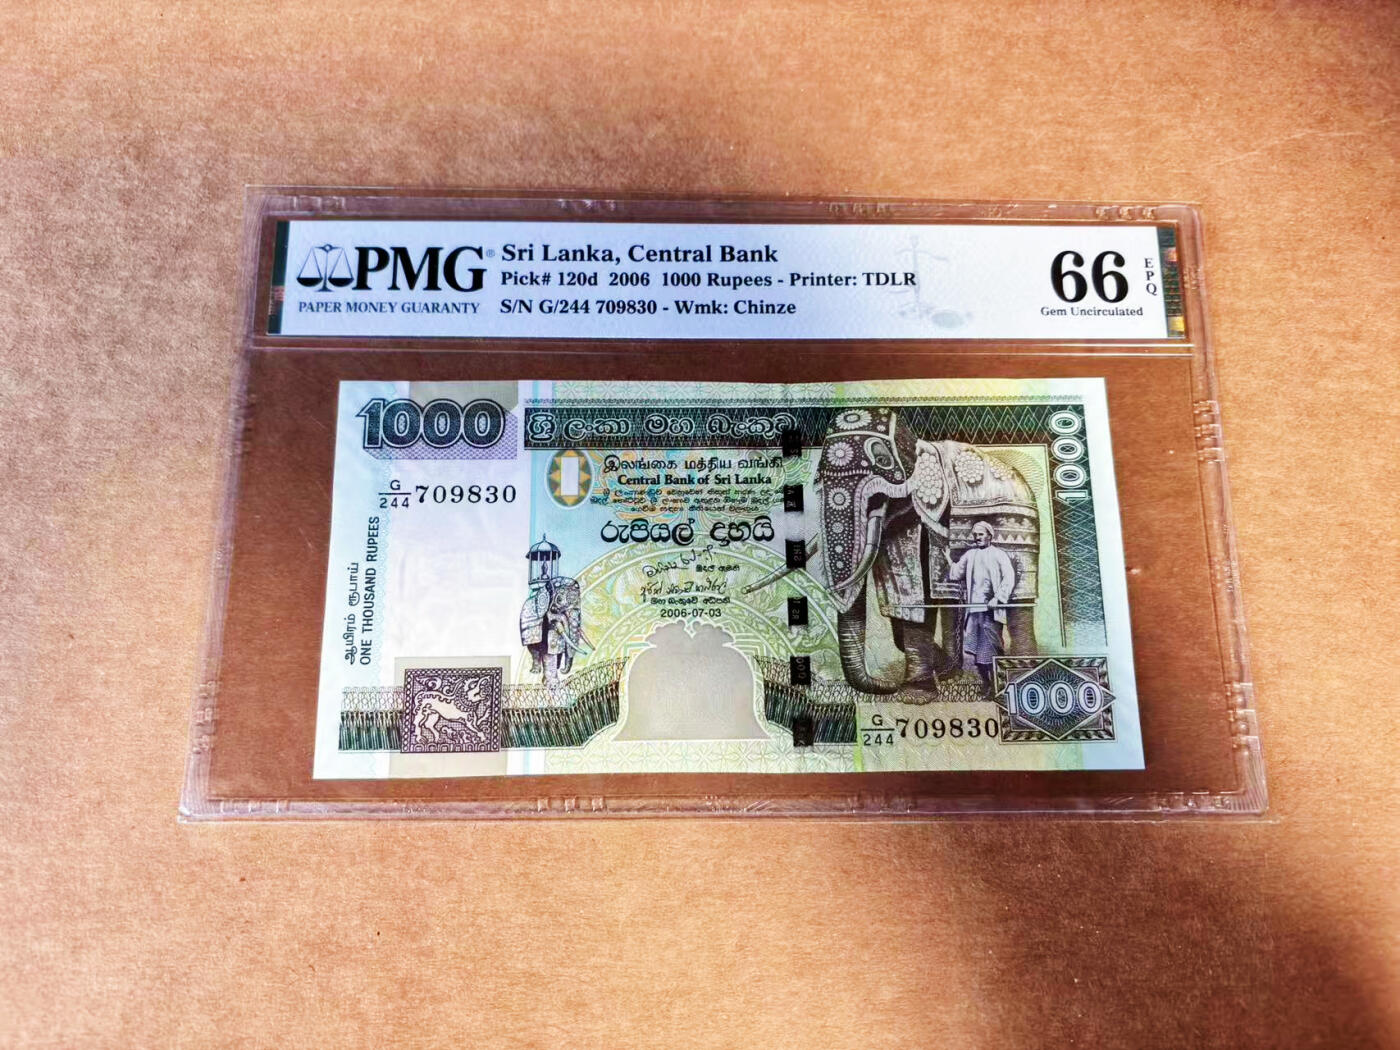 PMG®
PAPER MONEY GUARANTY
Sri Lanka, Central Bank
Pick# 120d 2006 1000 Rupees - Printer: TDLR
S/N G/244 709830 - Wmk: Chinze
66
EPQ
Gem Uncirculated
1000
ශ්‍රී ලංකා මහ බැංකුව
1000
இலங்கை மத்திய வங்கி
Central Bank of Sri Lanka
G/244 709830
රුපියල් දාහයි
ஆயிரம் ரூபாய்
ONE THOUSAND RUPEES
2006-07-03
G/244 709830
1000